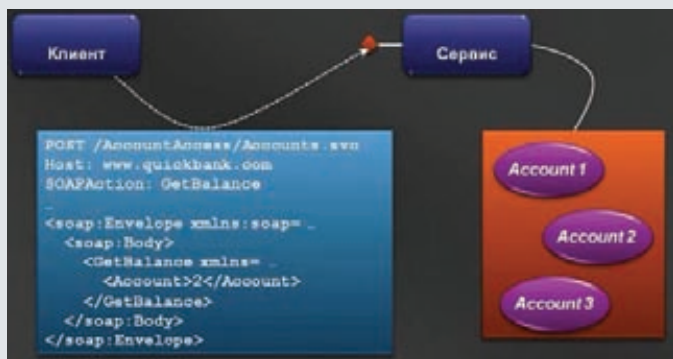 Клиент
Сервис
POST /AccountAccess/Accounts.svc
Host: www.quickbank.com
SOAPAction: GetBalance
…
<soap:Envelope xmlns:soap= …
<soap:Body>
<GetBalance xmlns= …
<Account>2</Account>
</GetBalance>
</soap:Body>
</soap:Envelope>
Account 1
Account 2
Account 3